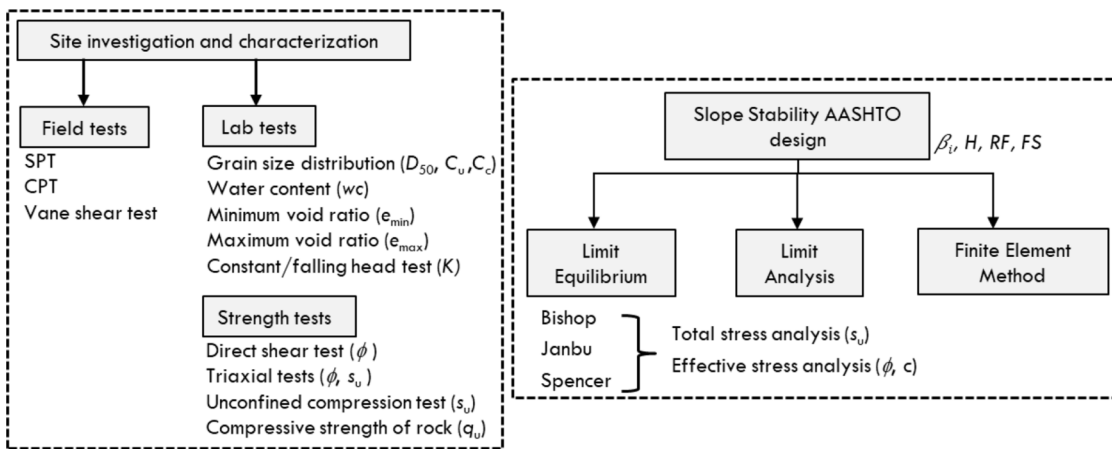 Site investigation and characterization
Field tests
SPT
CPT
Vane shear test
Lab tests
Grain size distribution (D₅₀, Cᵤ,C꜀)
Water content (wc)
Minimum void ratio (eₘᵢₙ)
Maximum void ratio (eₘₐₓ)
Constant/falling head test (K)
Strength tests
Direct shear test (ϕ)
Triaxial tests (ϕ, sᵤ)
Unconfined compression test (sᵤ)
Compressive strength of rock (qᵤ)
Slope Stability AASHTO
design
βᵢ, H, RF, FS
Limit
Equilibrium
Limit
Analysis
Finite Element
Method
Bishop
Janbu
Spencer
Total stress analysis (sᵤ)
Effective stress analysis (ϕ, c)